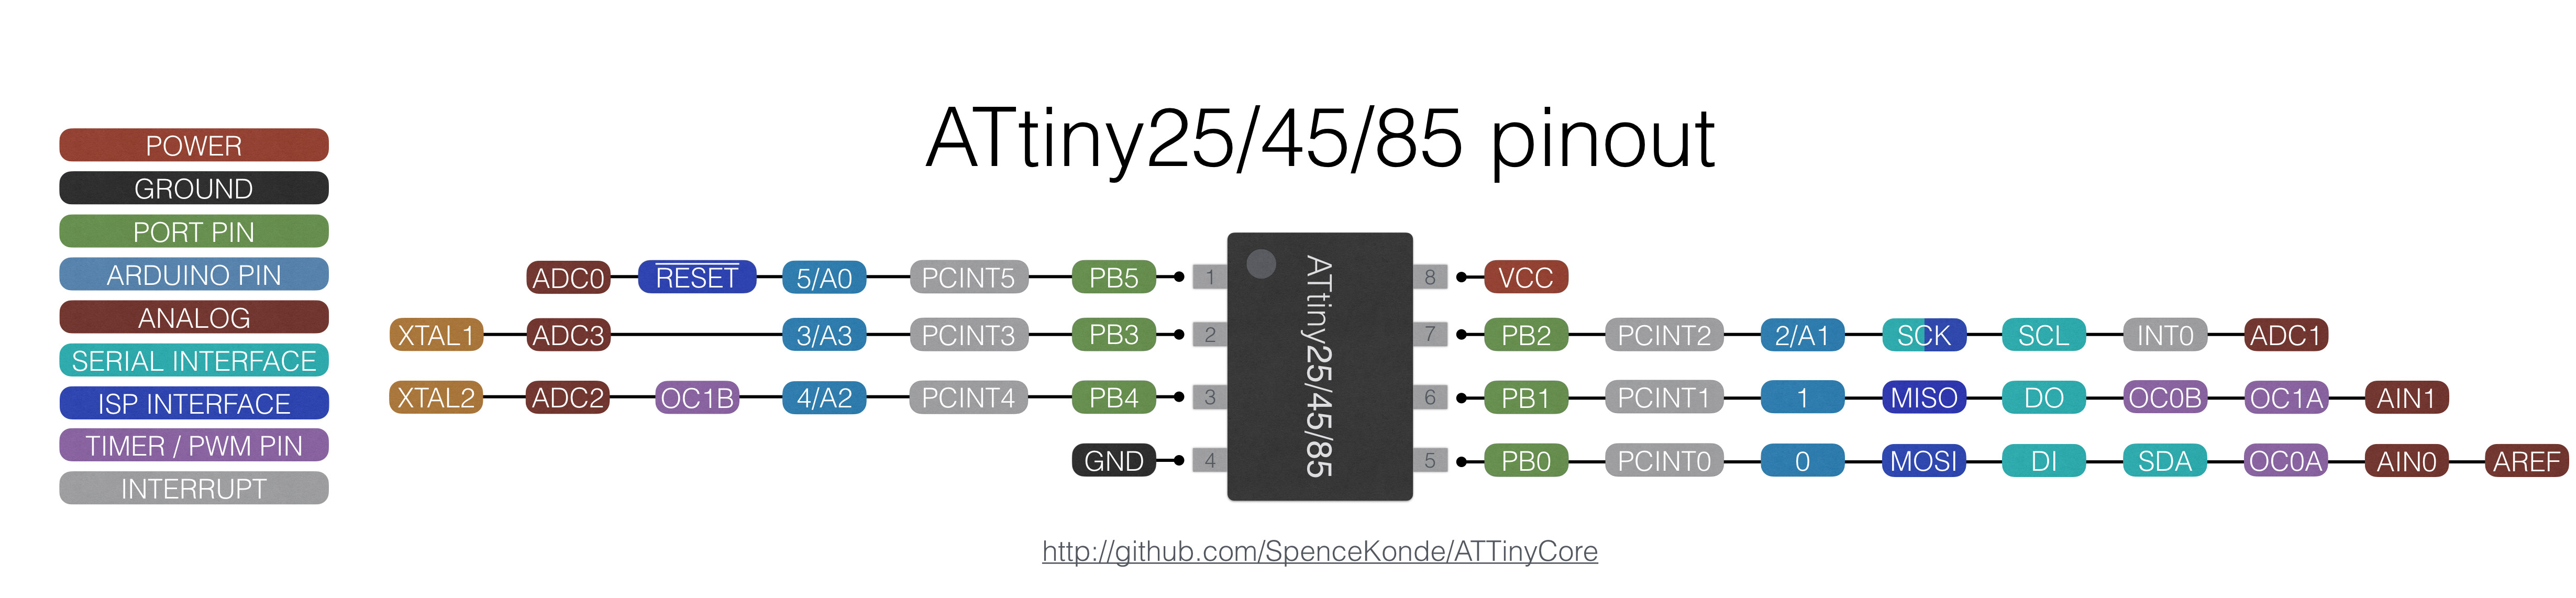 ATtiny25/45/85 pinout
POWER
GROUND
PORT PIN
ARDUINO PIN
ANALOG
SERIAL INTERFACE
ISP INTERFACE
TIMER / PWM PIN
INTERRUPT
ADC0 RESET 5/A0 PCINT5 PB5 1
XTAL1 ADC3 3/A3 PCINT3 PB3 2
XTAL2 ADC2 OC1B 4/A2 PCINT4 PB4 3
GND 4
ATtiny25/45/85
8 VCC
7 PB2 PCINT2 2/A1 SCK SCL INT0 ADC1
6 PB1 PCINT1 1 MISO DO OC0B OC1A AIN1
5 PB0 PCINT0 0 MOSI DI SDA OC0A AIN0 AREF
http://github.com/SpenceKonde/ATTinyCore